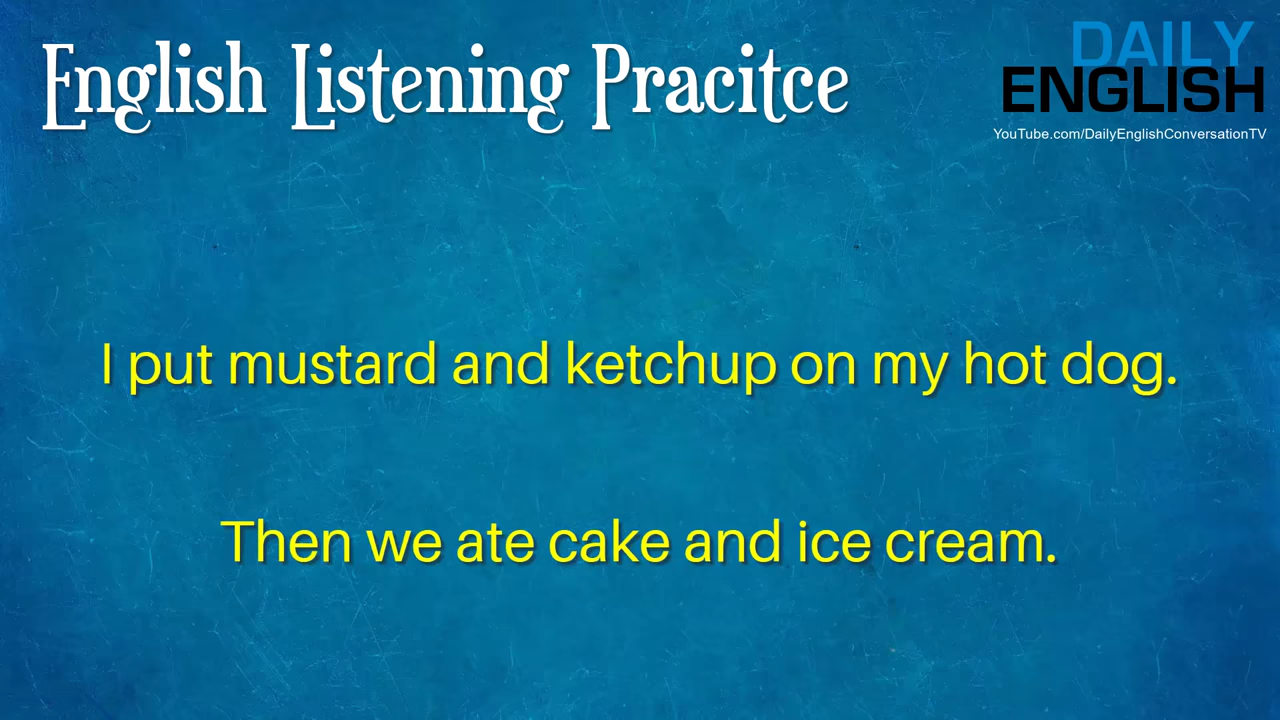 English Listening Pracitce
DAILY
ENGLISH
YouTube.com/DailyEnglishConversationTV
I put mustard and ketchup on my hot dog.
Then we ate cake and ice cream.